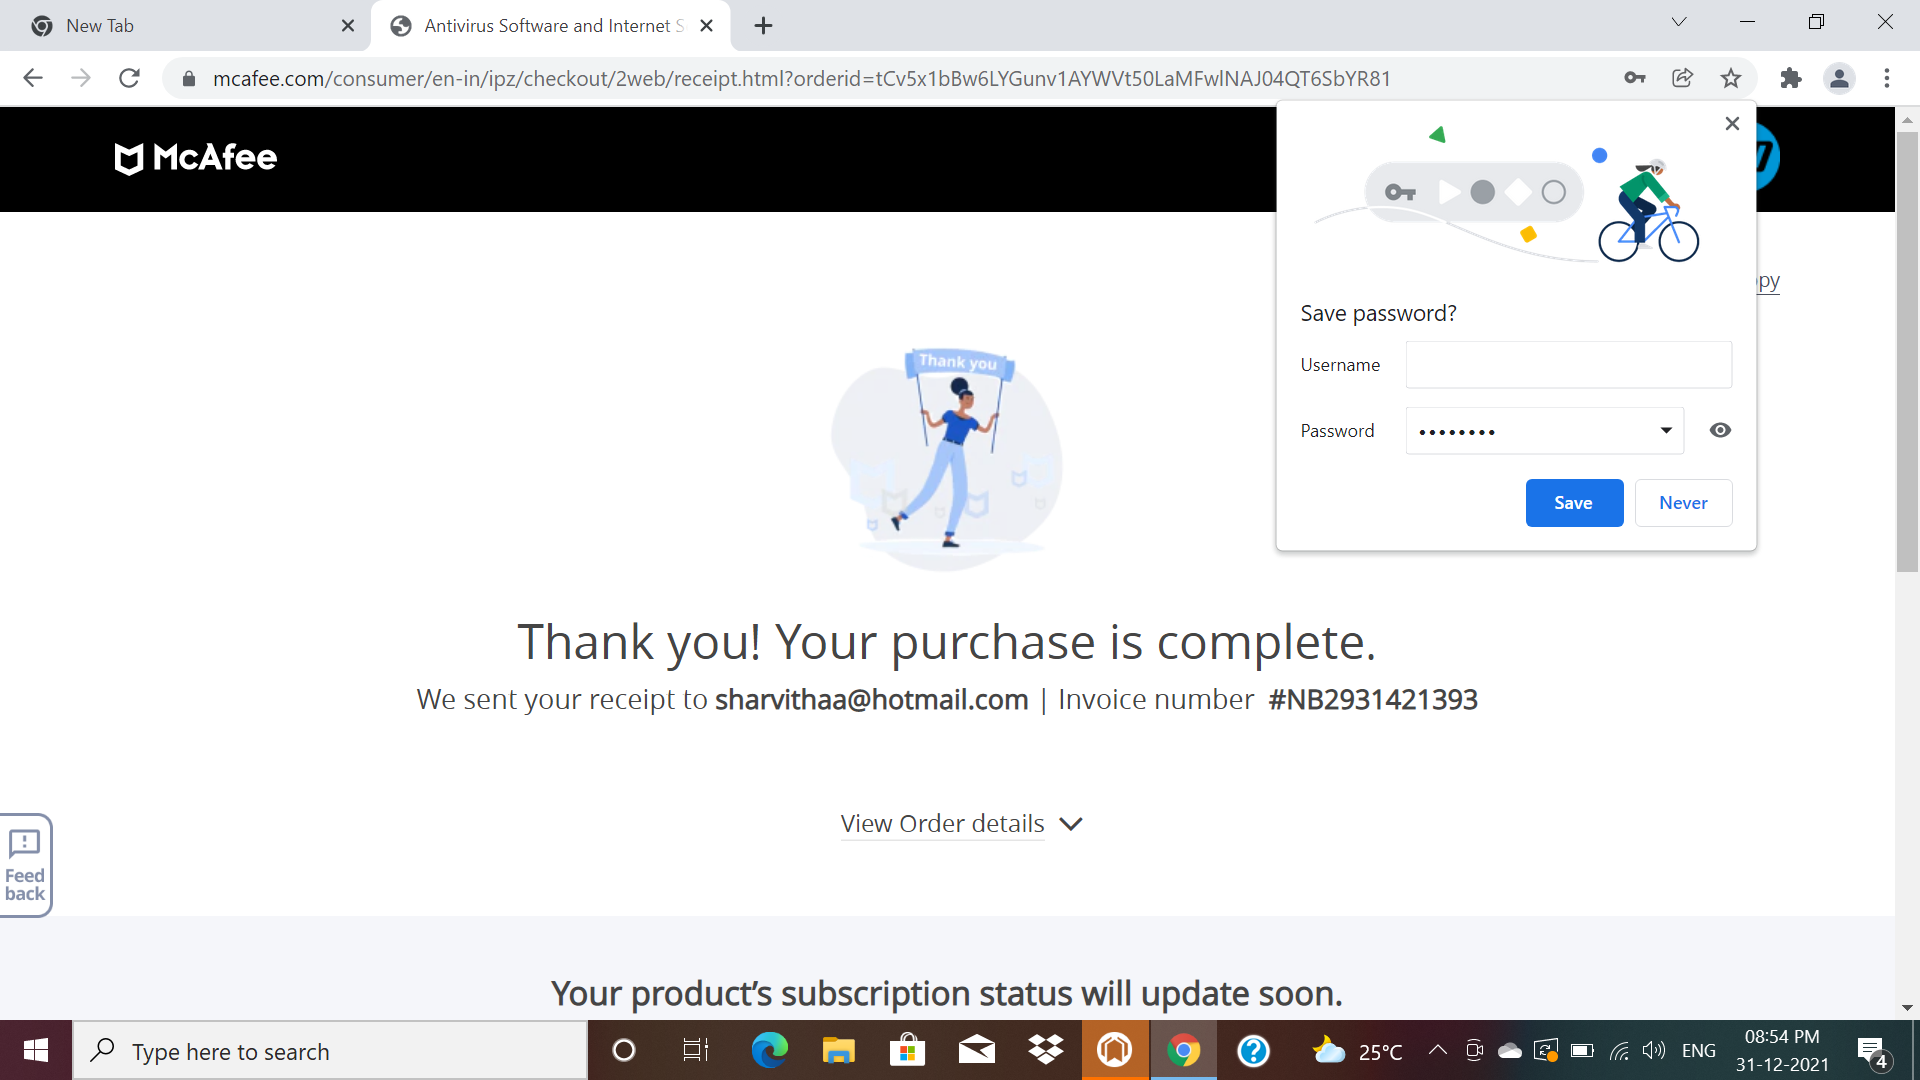 New Tab
Antivirus Software and Internet S
mcafee.com/consumer/en-in/ipz/checkout/2web/receipt.html?orderid=tCv5x1bBw6LYGunv1AYWVt50LaMFwlNAJ04QT6SbYR81
McAfee
Save password?
Username
Password
Save
Never
Thank you
Thank you! Your purchase is complete.
We sent your receipt to sharvithaa@hotmail.com | Invoice number #NB2931421393
View Order details
Feed
back
Your product’s subscription status will update soon.
Type here to search
25°C
ENG
08:54 PM
31-12-2021
4